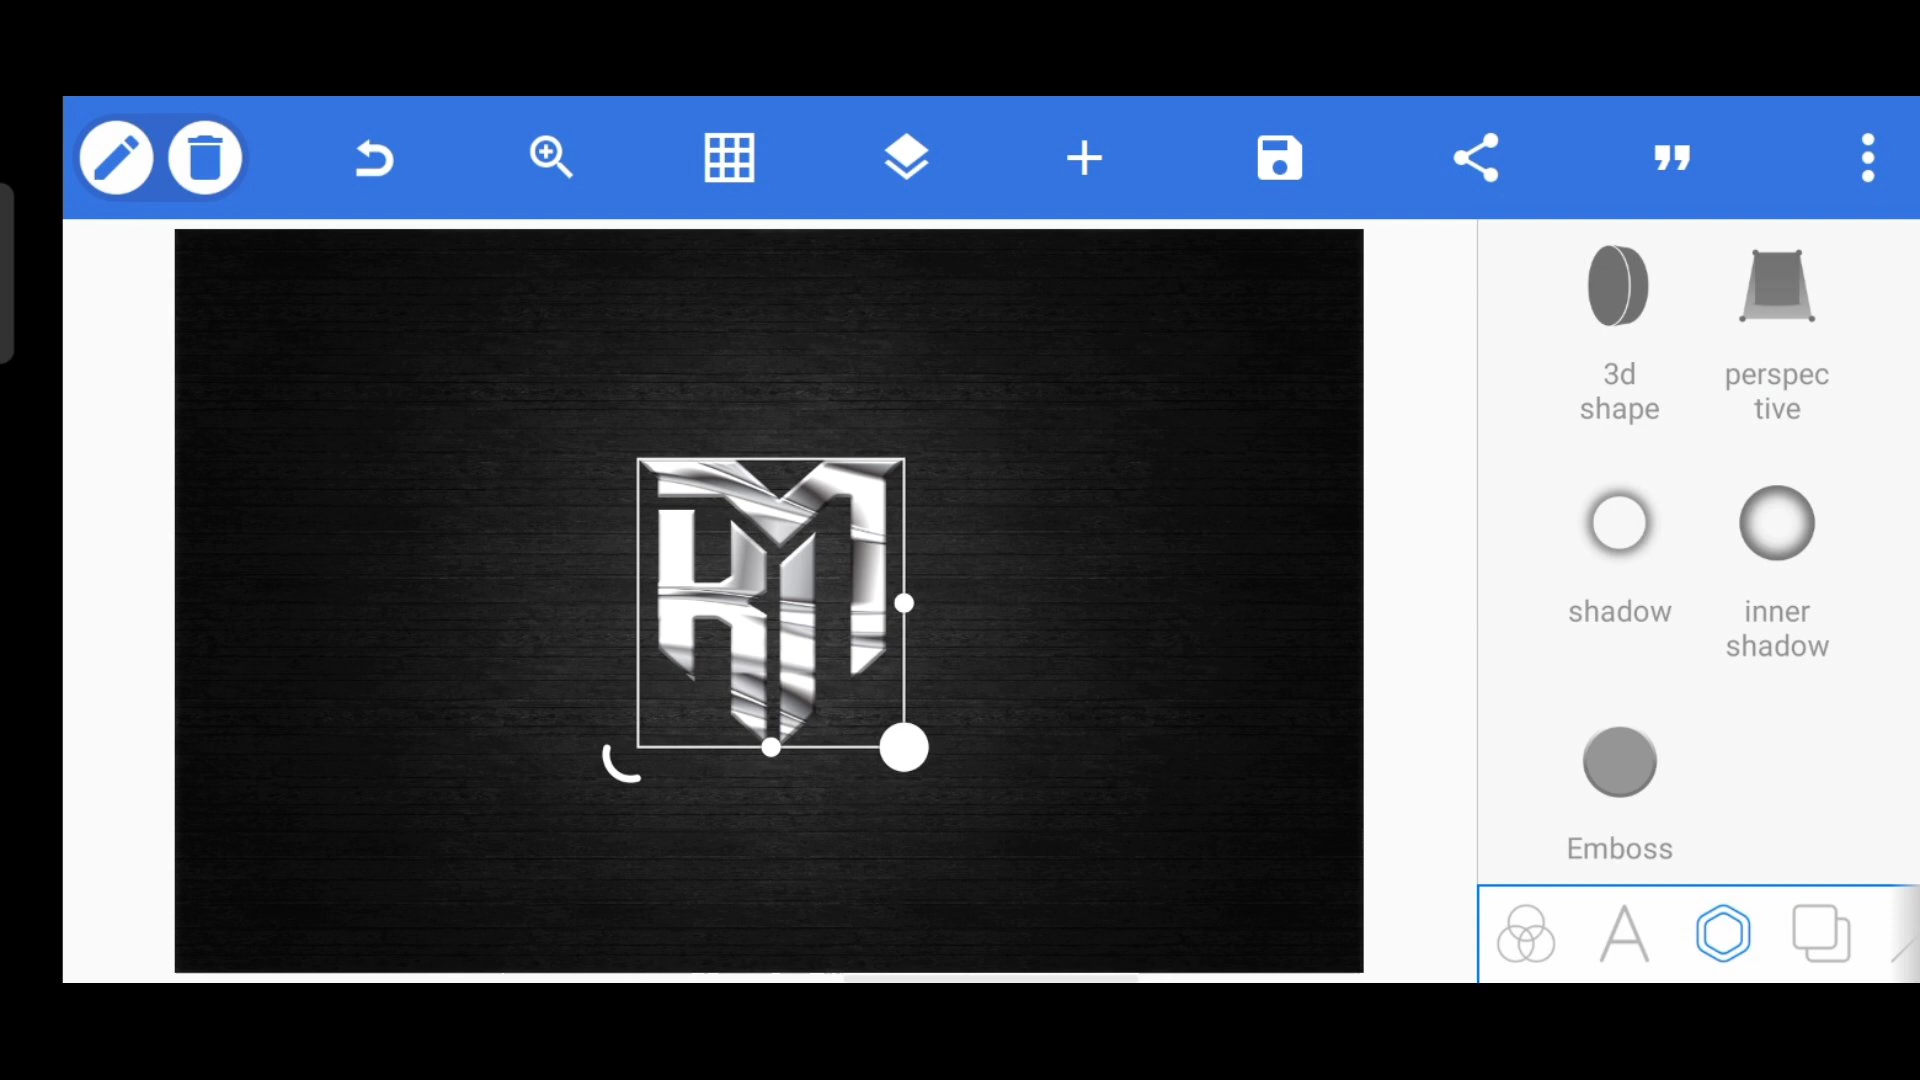 3d
shape
perspec
tive
shadow
inner
shadow
Emboss